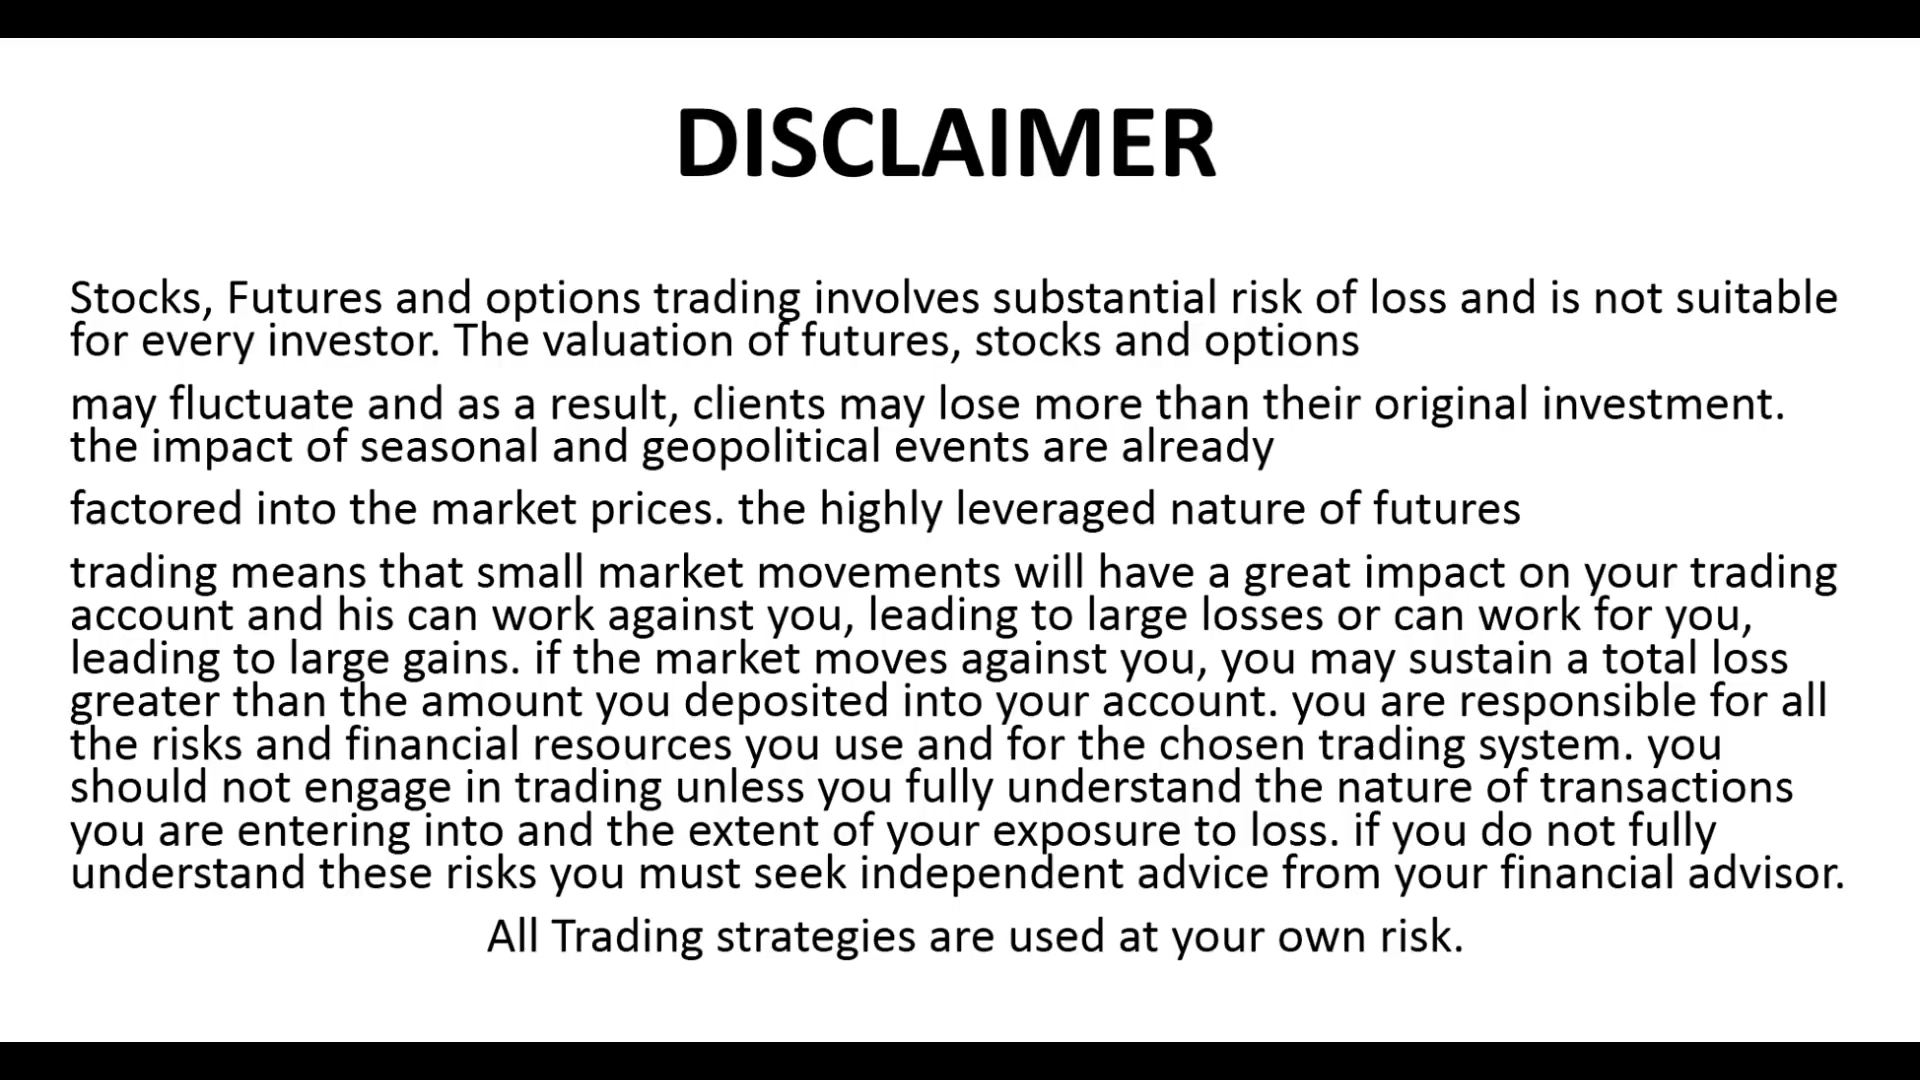 DISCLAIMER
Stocks, Futures and options trading involves substantial risk of loss and is not suitable
for every investor. The valuation of futures, stocks and options
may fluctuate and as a result, clients may lose more than their original investment.
the impact of seasonal and geopolitical events are already
factored into the market prices. the highly leveraged nature of futures
trading means that small market movements will have a great impact on your trading
account and his can work against you, leading to large losses or can work for you,
leading to large gains. if the market moves against you, you may sustain a total loss
greater than the amount you deposited into your account. you are responsible for all
the risks and financial resources you use and for the chosen trading system. you
should not engage in trading unless you fully understand the nature of transactions
you are entering into and the extent of your exposure to loss. if you do not fully
understand these risks you must seek independent advice from your financial advisor.
All Trading strategies are used at your own risk.